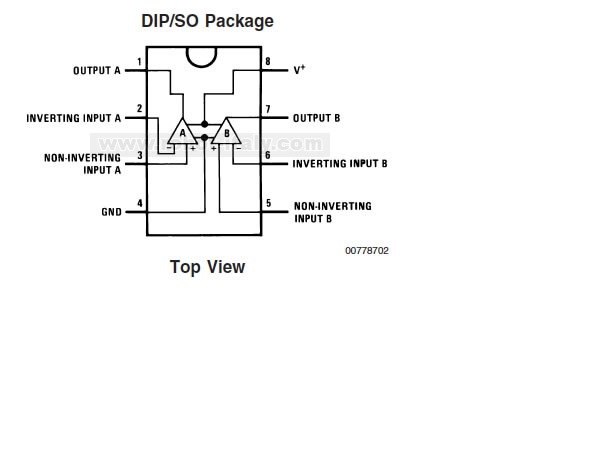 DIP/SO Package
1
OUTPUT A
8
V+
2
INVERTING INPUT A
7
OUTPUT B
A
B
3
NON-INVERTING
INPUT A
- +
+ -
6
INVERTING INPUT B
4
GND
5
NON-INVERTING
INPUT B
00778702
Top View